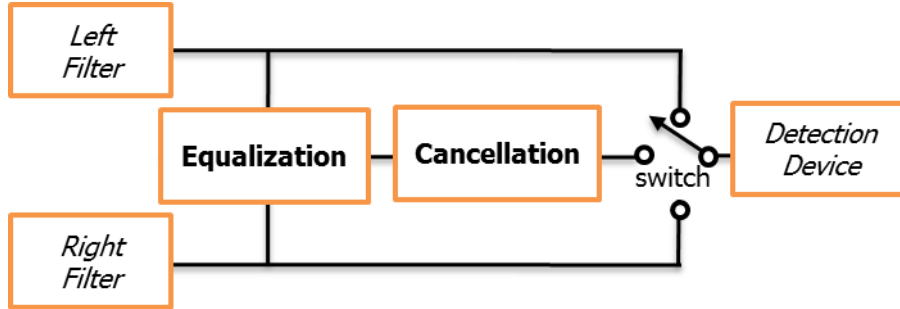 Left
Filter
Equalization
Cancellation
switch
Detection
Device
Right
Filter